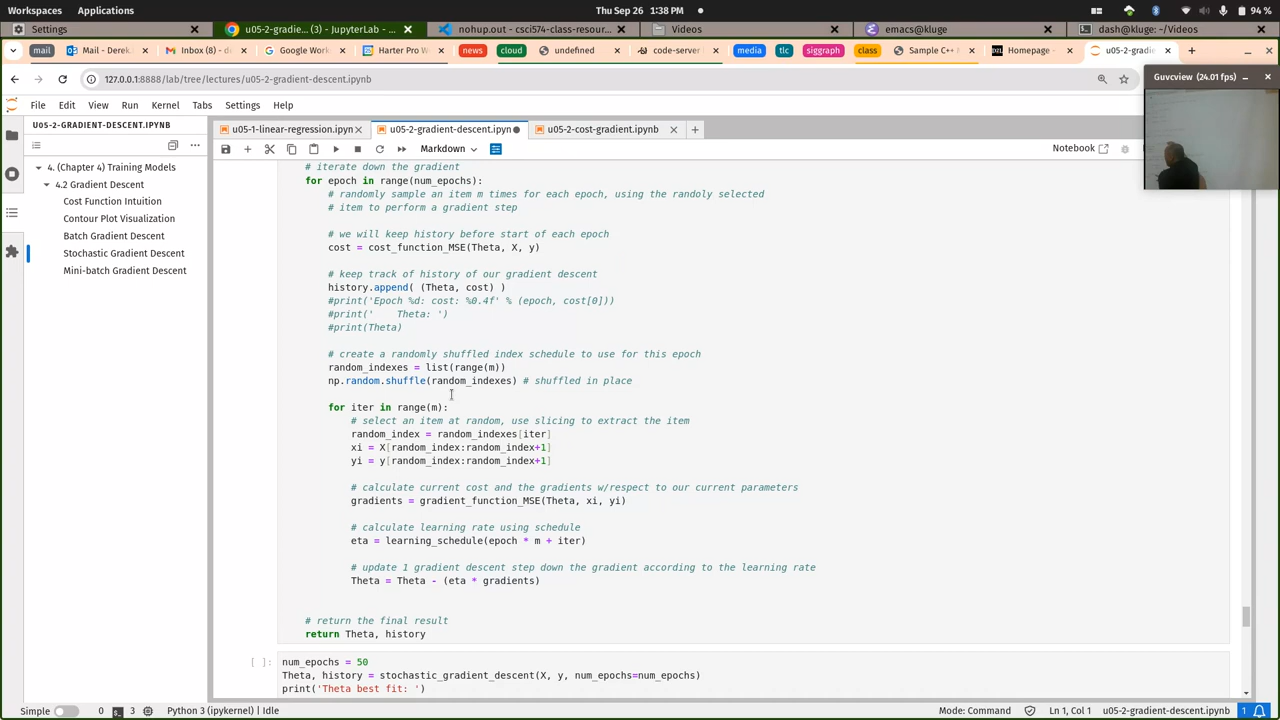 Workspaces Applications Thu Sep 26 1:38 PM 94 %
Settings u05-2-gradie... (3) - JupyterLab - nohup.out - csci574-class-resour... Videos emacs@kluge dash@kluge: ~/Videos
mail Mail - Derek Inbox (8) - d Google Work Harter Pro W news cloud undefined code-server media tlc siggraph class Sample C++ M Homepage - u05-2-gradi
127.0.0.1:8888/lab/tree/lectures/u05-2-gradient-descent.ipynb
Guvcview (24.01 fps)
File Edit View Run Kernel Tabs Settings Help
U05-2-GRADIENT-DESCENT.IPYNB
u05-1-linear-regression.ipyn u05-2-gradient-descent.ipyn u05-2-cost-gradient.ipynb
Markdown Notebook
4. (Chapter 4) Training Models
4.2 Gradient Descent
Cost Function Intuition
Contour Plot Visualization
Batch Gradient Descent
Stochastic Gradient Descent
Mini-batch Gradient Descent
# iterate down the gradient
for epoch in range(num_epochs):
# randomly sample an item m times for each epoch, using the randoly selected
# item to perform a gradient step
# we will keep history before start of each epoch
cost = cost_function_MSE(Theta, X, y)
# keep track of history of our gradient descent
history.append( (Theta, cost) )
#print('Epoch %d: cost: %0.4f' % (epoch, cost[0]))
#print('    Theta: ')
#print(Theta)
# create a randomly shuffled index schedule to use for this epoch
random_indexes = list(range(m))
np.random.shuffle(random_indexes) # shuffled in place
for iter in range(m):
# select an item at random, use slicing to extract the item
random_index = random_indexes[iter]
xi = X[random_index:random_index+1]
yi = y[random_index:random_index+1]
# calculate current cost and the gradients w/respect to our current parameters
gradients = gradient_function_MSE(Theta, xi, yi)
# calculate learning rate using schedule
eta = learning_schedule(epoch * m + iter)
# update 1 gradient descent step down the gradient according to the learning rate
Theta = Theta - (eta * gradients)
# return the final result
return Theta, history
[ ]: num_epochs = 50
Theta, history = stochastic_gradient_descent(X, y, num_epochs=num_epochs)
print('Theta best fit: ')
Simple 0 3 Python 3 (ipykernel) | Idle Mode: Command Ln 1, Col 1 u05-2-gradient-descent.ipynb 1